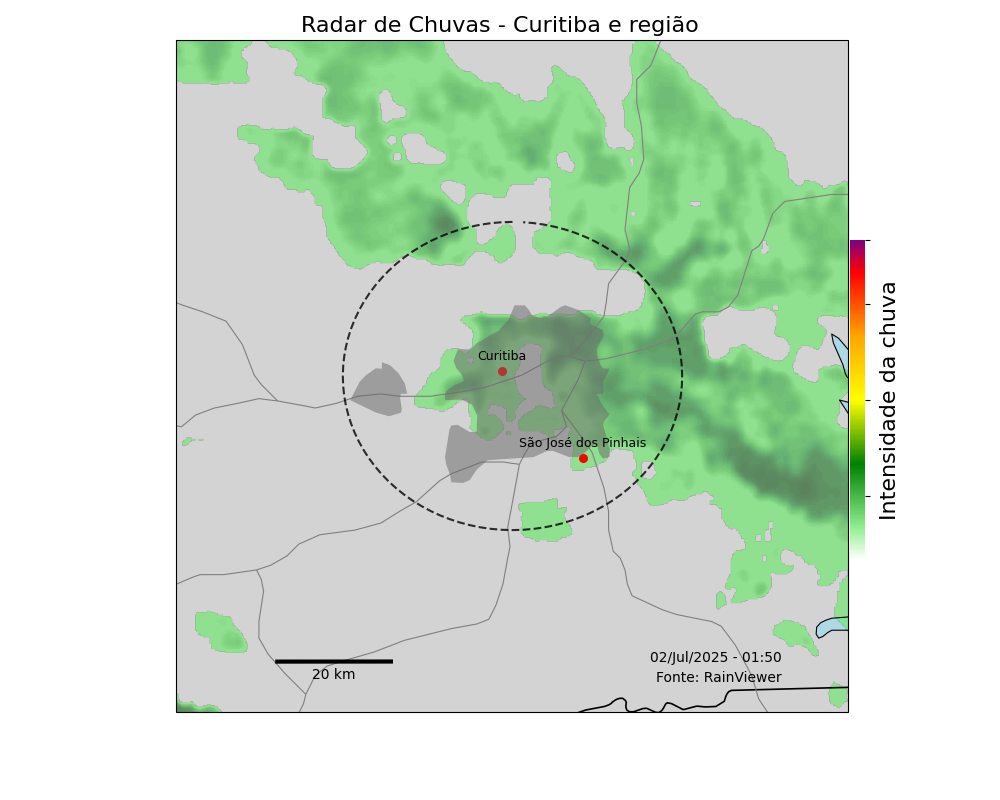 Radar de Chuvas - Curitiba e região
Curitiba
São José dos Pinhais
Intensidade da chuva
02/Jul/2025 - 01:50
Fonte: RainViewer
20 km